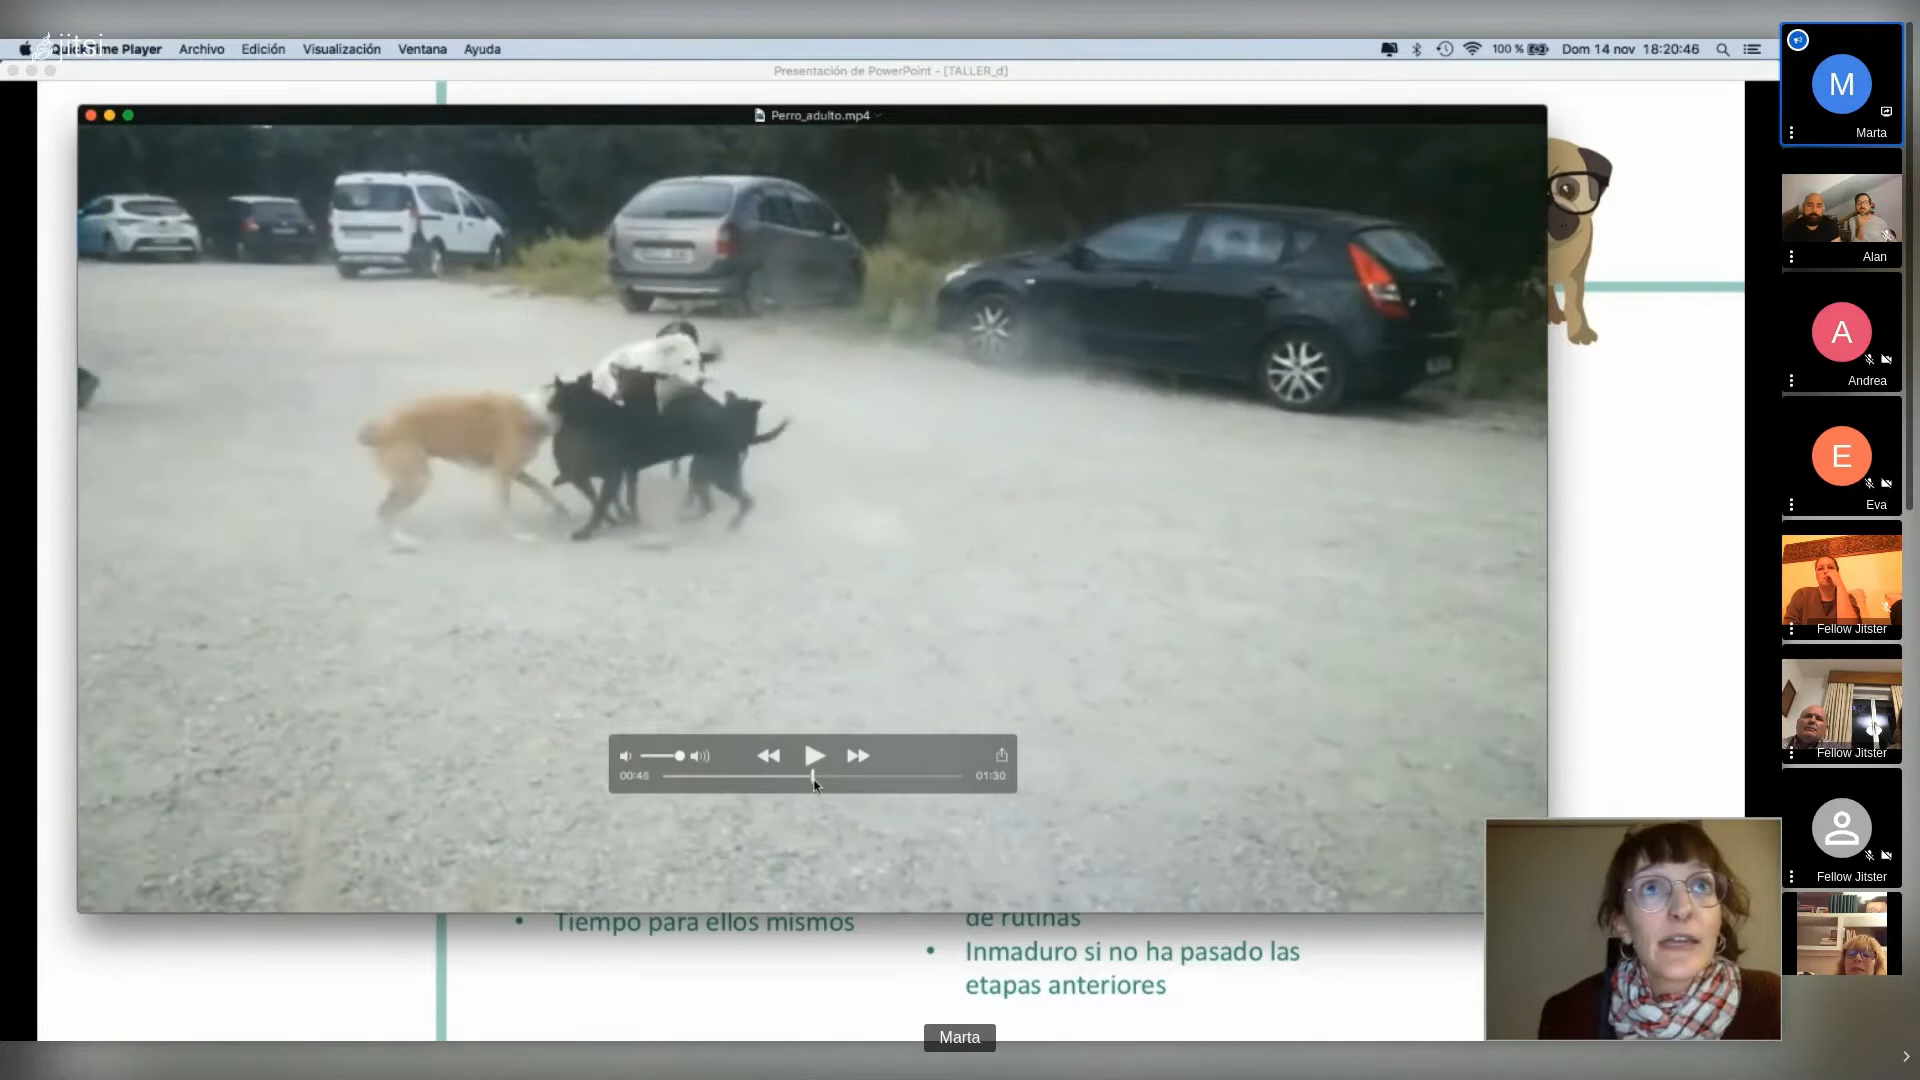 jitsi
QuickTime Player Archivo Edición Visualización Ventana Ayuda
100 % Dom 14 nov 18:20:46
Presentación de PowerPoint - [TALLER_d]
Perro_adulto.mp4
00:46 01:30
• Tiempo para ellos mismos
de rutinas
• Inmaduro si no ha pasado las
etapas anteriores
Marta
M
Marta
Alan
A
Andrea
E
Eva
Fellow Jitster
Fellow Jitster
Fellow Jitster